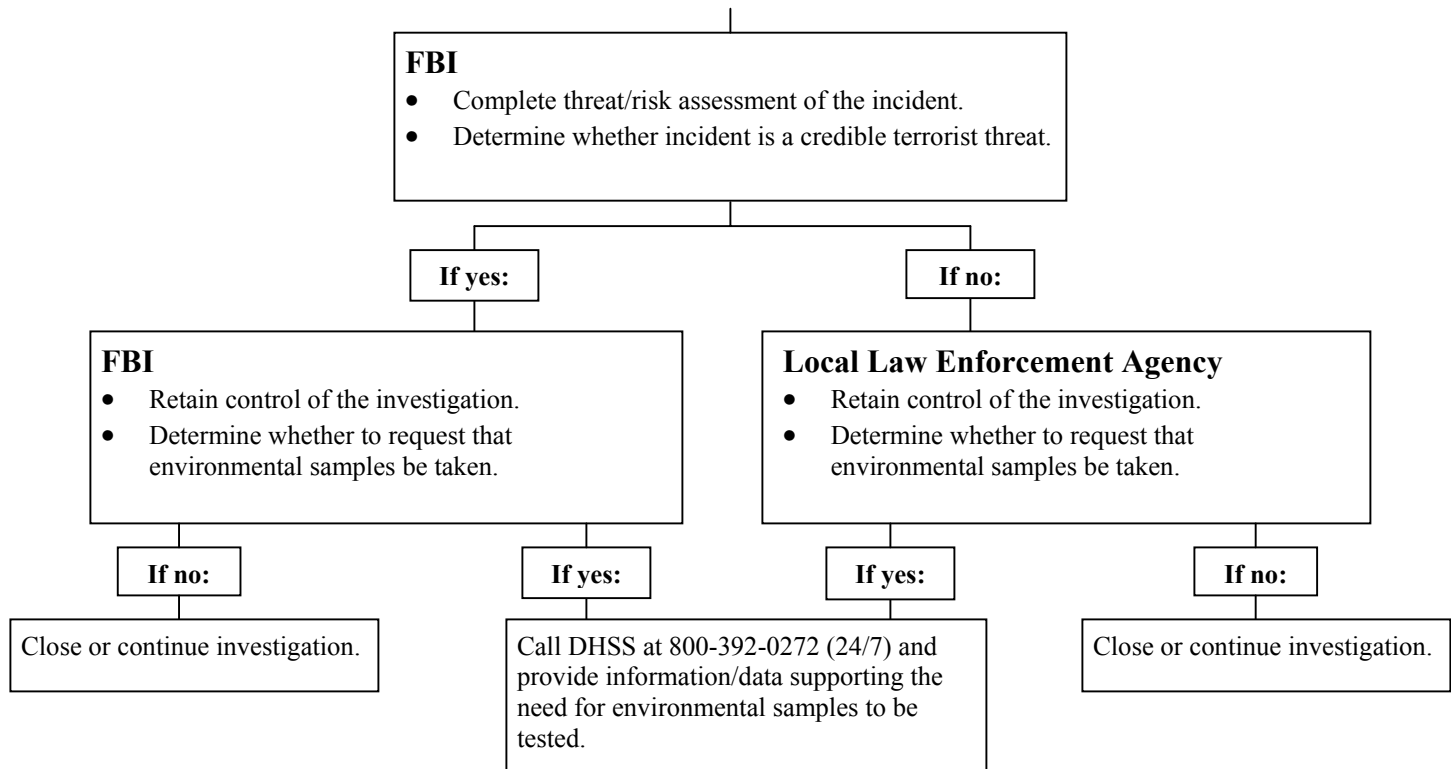 FBI
• Complete threat/risk assessment of the incident.
• Determine whether incident is a credible terrorist threat.
If yes:
If no:
FBI
• Retain control of the investigation.
• Determine whether to request that
environmental samples be taken.
Local Law Enforcement Agency
• Retain control of the investigation.
• Determine whether to request that
environmental samples be taken.
If no:
If yes:
If yes:
If no:
Close or continue investigation.
Call DHSS at 800-392-0272 (24/7) and
provide information/data supporting the
need for environmental samples to be
tested.
Close or continue investigation.